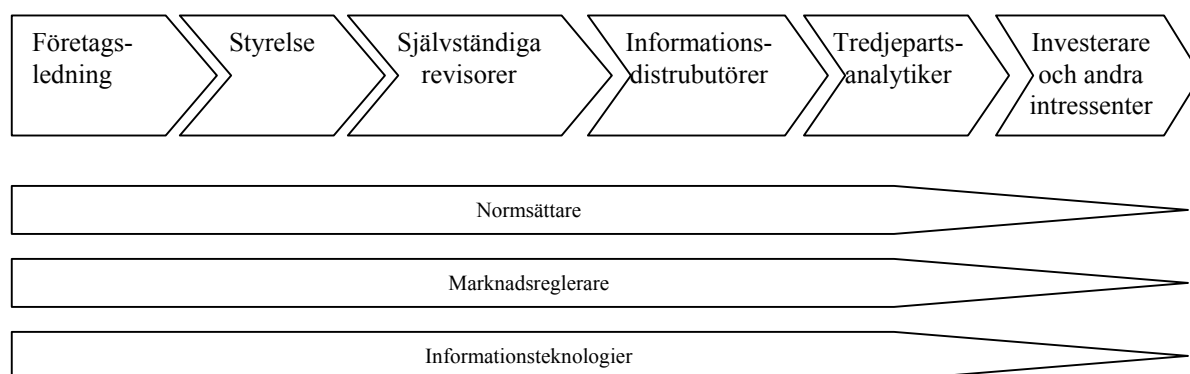 Företags-
ledning
Styrelse
Självständiga
revisorer
Informations-
distrubutörer
Tredjeparts-
analytiker
Investerare
och andra
intressenter
Normsättare
Marknadsreglerare
Informationsteknologier